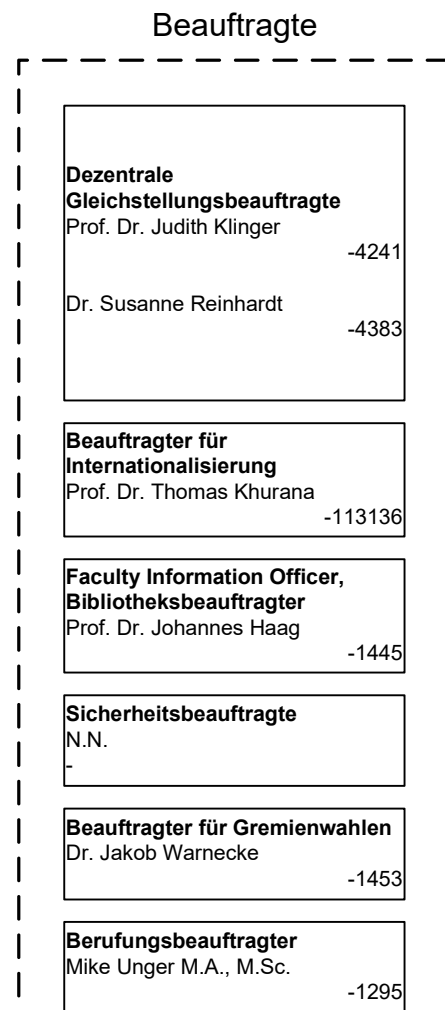 Beauftragte
Dezentrale
Gleichstellungsbeauftragte
Prof. Dr. Judith Klinger
-4241
Dr. Susanne Reinhardt
-4383
Beauftragter für
Internationalisierung
Prof. Dr. Thomas Khurana
-113136
Faculty Information Officer,
Bibliotheksbeauftragter
Prof. Dr. Johannes Haag
-1445
Sicherheitsbeauftragte
N.N.
-
Beauftragter für Gremienwahlen
Dr. Jakob Warnecke
-1453
Berufungsbeauftragter
Mike Unger M.A., M.Sc.
-1295